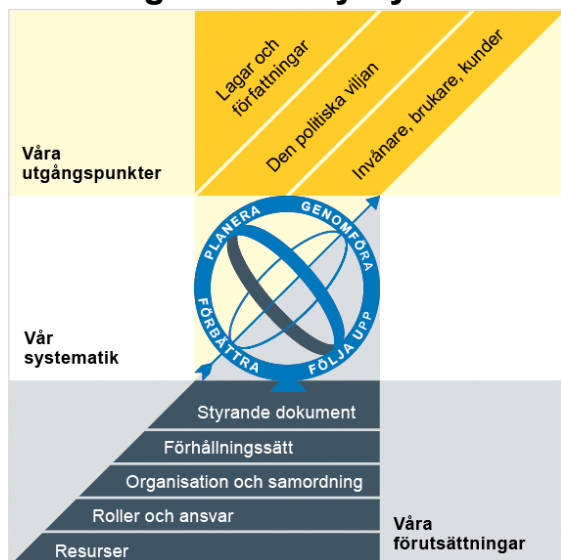 Lagar och
författningar
Den politiska viljan
Invånare, brukare, kunder
Våra
utgångspunkter
PLANERA
GENOMFÖRA
FÖRBÄTTRA
FÖLJA UPP
Vår
systematik
Styrande dokument
Förhållningssätt
Organisation och samordning
Roller och ansvar
Resurser
Våra
förutsättningar